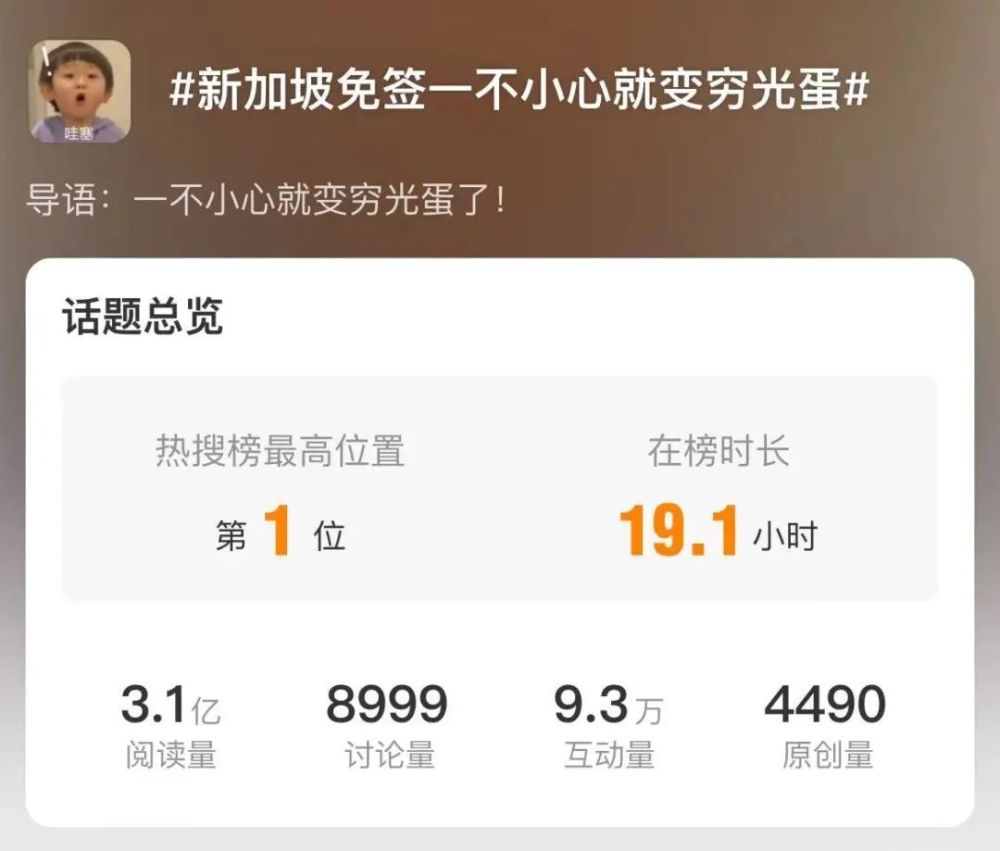 哇塞
#新加坡免签一不小心就变穷光蛋#
导语：一不小心就变穷光蛋了！
话题总览
热搜榜最高位置 在榜时长
第 1 位 19.1 小时
3.1亿 8999 9.3万 4490
阅读量 讨论量 互动量 原创量